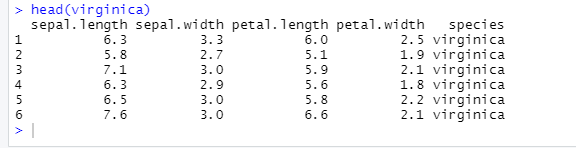 > head(virginica)
  sepal.length sepal.width petal.length petal.width   species
1          6.3         3.3          6.0         2.5 virginica
2          5.8         2.7          5.1         1.9 virginica
3          7.1         3.0          5.9         2.1 virginica
4          6.3         2.9          5.6         1.8 virginica
5          6.5         3.0          5.8         2.2 virginica
6          7.6         3.0          6.6         2.1 virginica
>